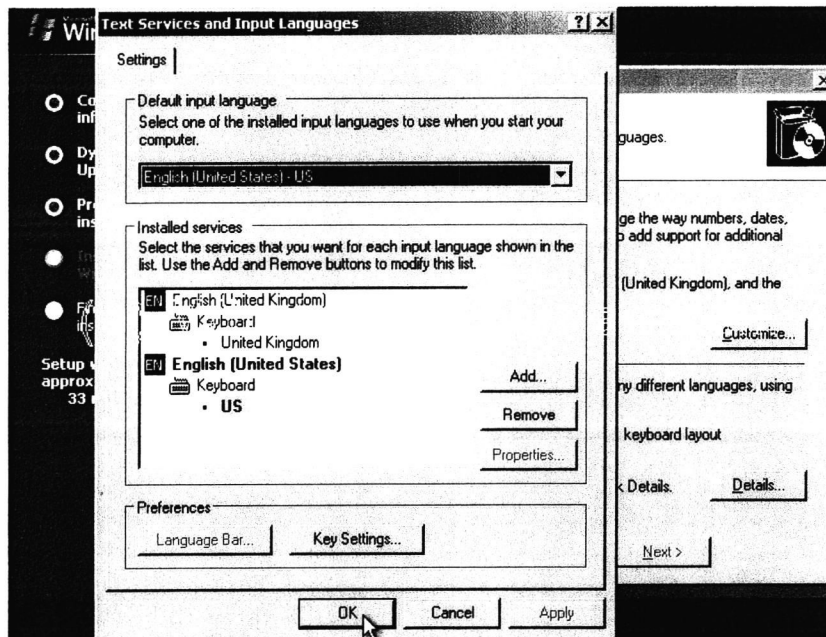 Text Services and Input Languages
Settings
Default input language
Select one of the installed input languages to use when you start your
computer.
English (United States) - US
Installed services
Select the services that you want for each input language shown in the
list. Use the Add and Remove buttons to modify this list.
EN English (United Kingdom)
Keyboard
United Kingdom
EN English (United States)
Keyboard
US
Add...
Remove
Properties...
Preferences
Language Bar...
Key Settings...
OK
Cancel
Apply
Setup
approx
33
guages.
ge the way numbers, dates,
o add support for additional
(United Kingdom), and the
Customize...
ny different languages, using
keyboard layout
Details.
Details...
Next >